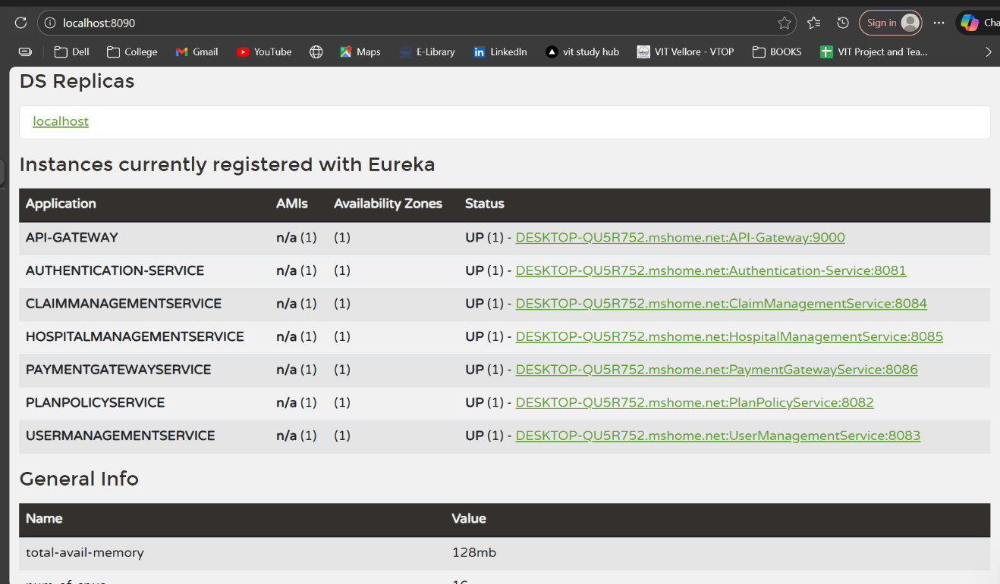 localhost:8090
Sign in
Cha
Dell College Gmail YouTube Maps E-Library LinkedIn vit study hub VIT Vellore - VTOP BOOKS VIT Project and Tea...
DS Replicas
localhost
Instances currently registered with Eureka
Application AMIs Availability Zones Status
API-GATEWAY n/a (1) (1) UP (1) - DESKTOP-QU5R752.mshome.net:API-Gateway:9000
AUTHENTICATION-SERVICE n/a (1) (1) UP (1) - DESKTOP-QU5R752.mshome.net:Authentication-Service:8081
CLAIMMANAGEMENTSERVICE n/a (1) (1) UP (1) - DESKTOP-QU5R752.mshome.net:ClaimManagementService:8084
HOSPITALMANAGEMENTSERVICE n/a (1) (1) UP (1) - DESKTOP-QU5R752.mshome.net:HospitalManagementService:8085
PAYMENTGATEWAYSERVICE n/a (1) (1) UP (1) - DESKTOP-QU5R752.mshome.net:PaymentGatewayService:8086
PLANPOLICYSERVICE n/a (1) (1) UP (1) - DESKTOP-QU5R752.mshome.net:PlanPolicyService:8082
USERMANAGEMENTSERVICE n/a (1) (1) UP (1) - DESKTOP-QU5R752.mshome.net:UserManagementService:8083
General Info
Name Value
total-avail-memory 128mb